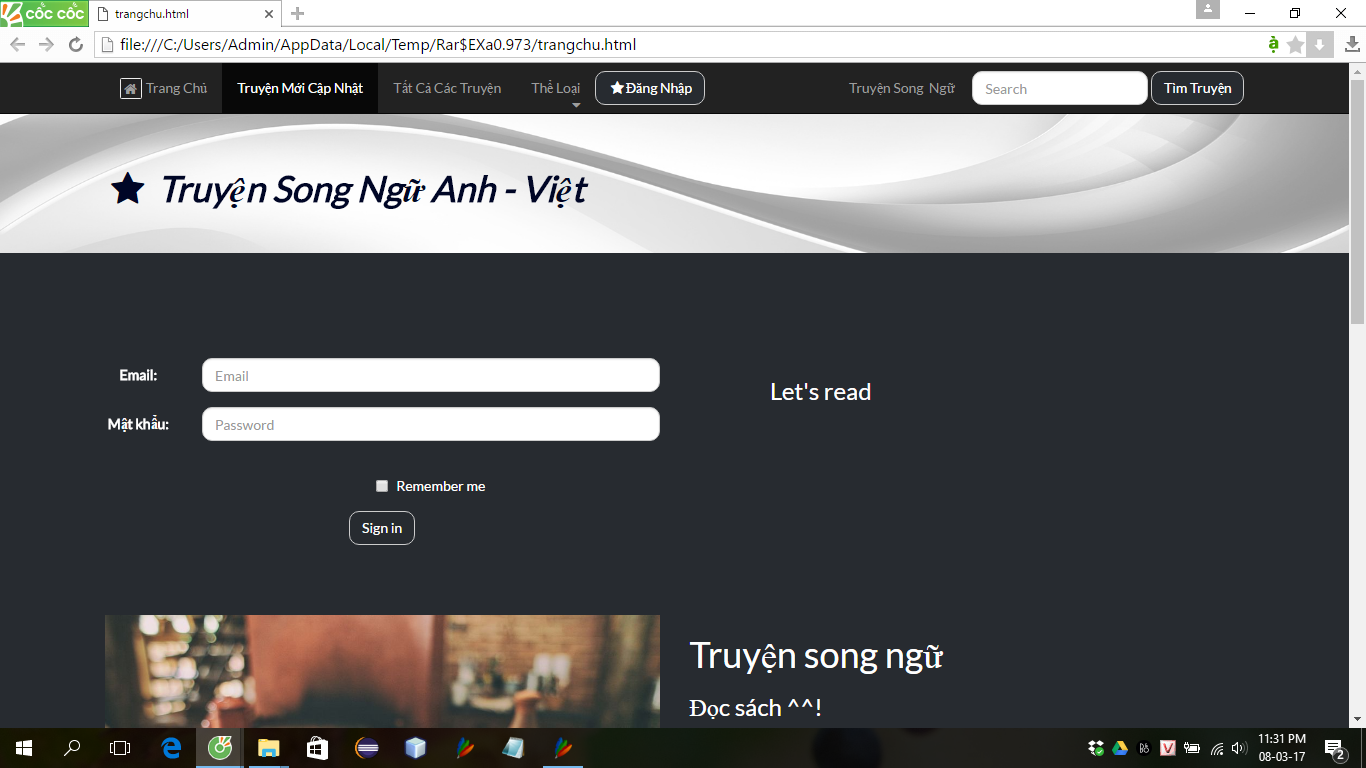 cốc cốc trangchu.html
file:///C:/Users/Admin/AppData/Local/Temp/Rar$EXa0.973/trangchu.html
Trang Chủ Truyện Mới Cập Nhật Tất Cả Các Truyện Thể Loại Đăng Nhập Truyện Song Ngữ Search Tìm Truyện
Truyện Song Ngữ Anh - Việt
Email: Email
Let's read
Mật khẩu: Password
Remember me
Sign in
Truyện song ngữ
Đọc sách ^^!
11:31 PM
08-03-17
2